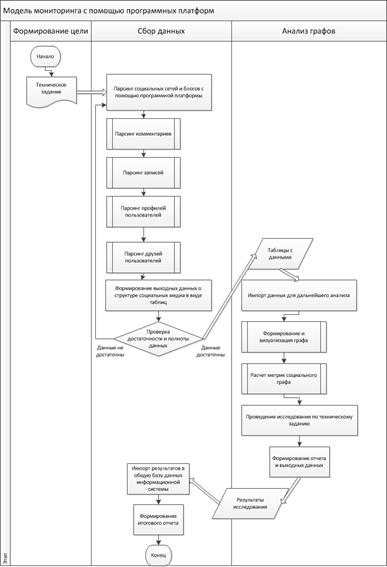 Модель мониторинга с помощью программных платформ
Формирование цели
Сбор данных
Анализ графов
Начало
Техническое
задание
Парсинг социальных сетей и блогов с
помощью программной платформы
Парсинг комментариев
Парсинг записей
Парсинг профилей
пользователей
Парсинг друзей
пользователей
Формирование выходных данных о
структуре социальных медиа в виде
таблиц
Проверка
достаточности и полноты
данных
Данные не
достаточны
Данные
достаточны
Таблицы с
данными
Импорт данных для дальнейшего анализа
Формирование и
визуализация графа
Расчет метрик социального
графа
Проведение исследования по техническому
заданию
Формирование отчета
и выходных данных
Результаты
исследования
Импорт результатов в
общую базу данных
информационной
системы
Формирование
итогового отчета
Конец
Этап